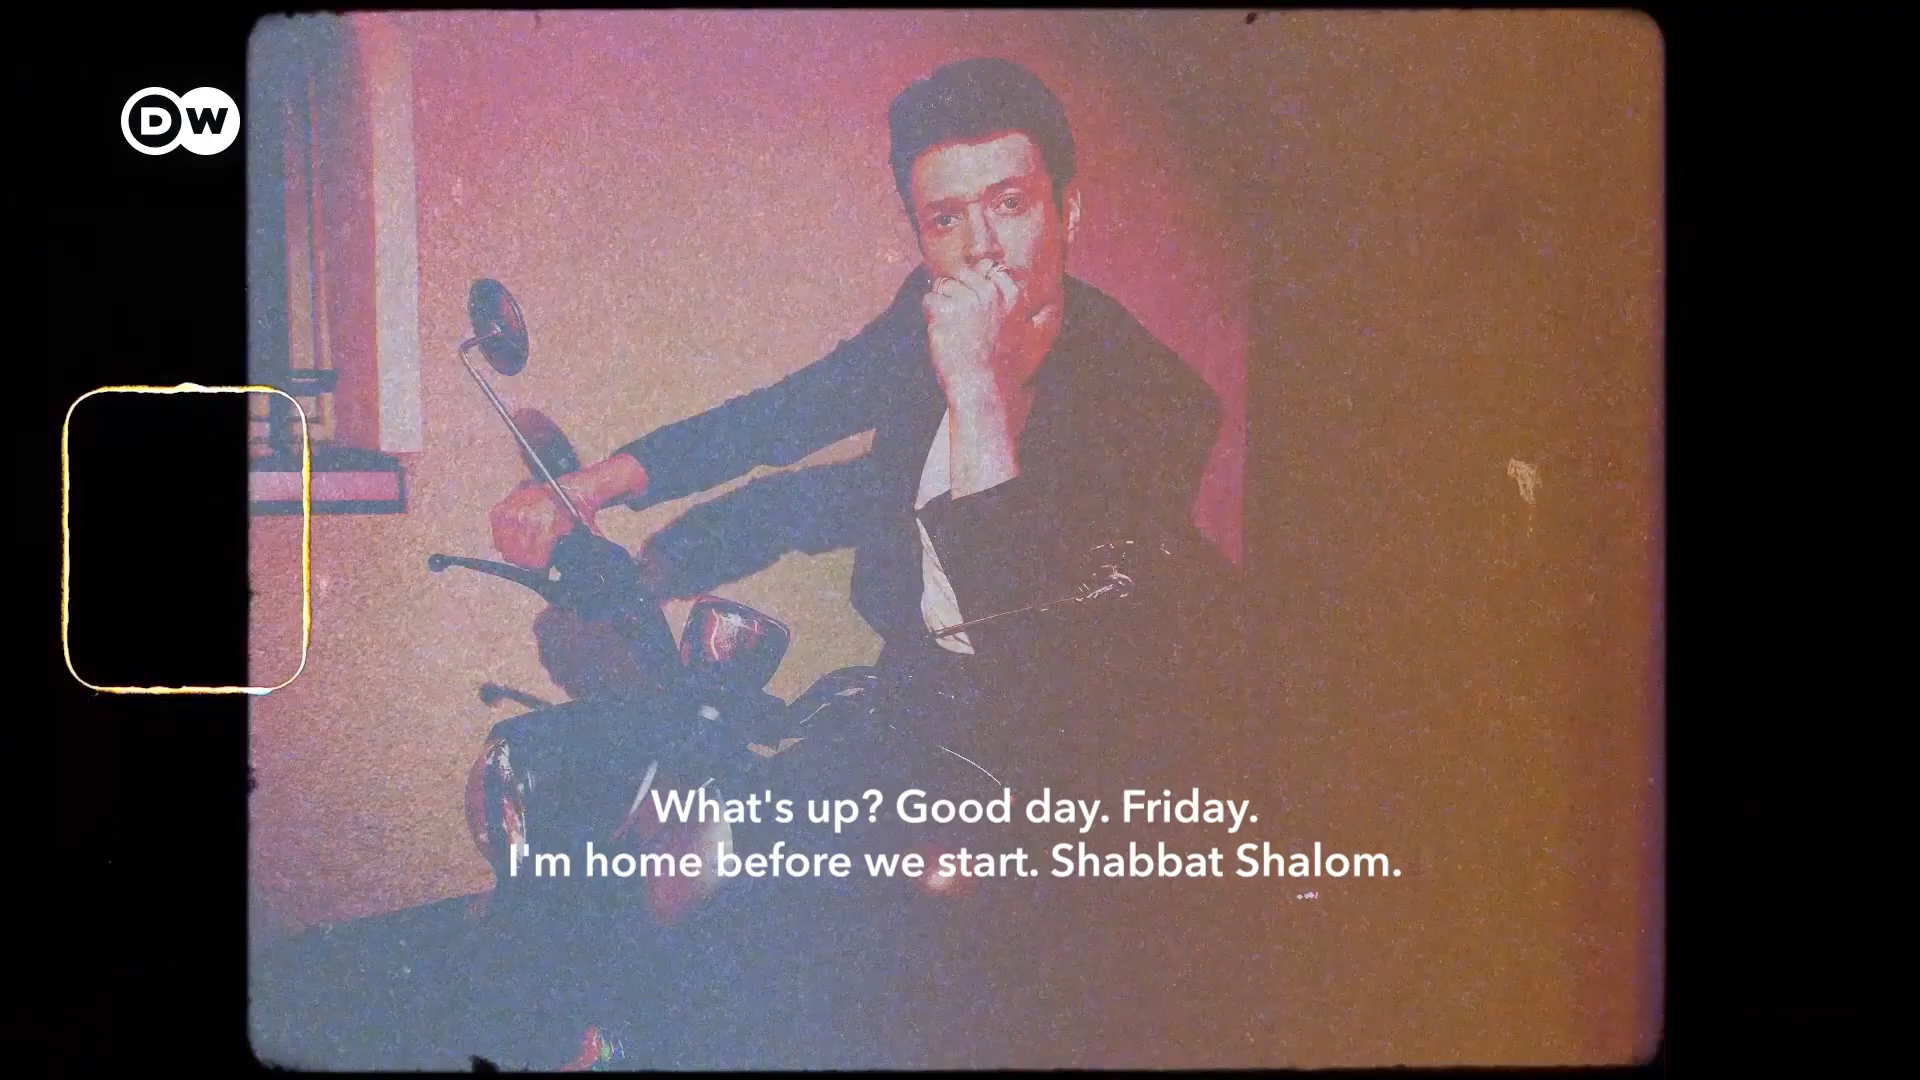 DW
What's up? Good day. Friday.
I'm home before we start. Shabbat Shalom.